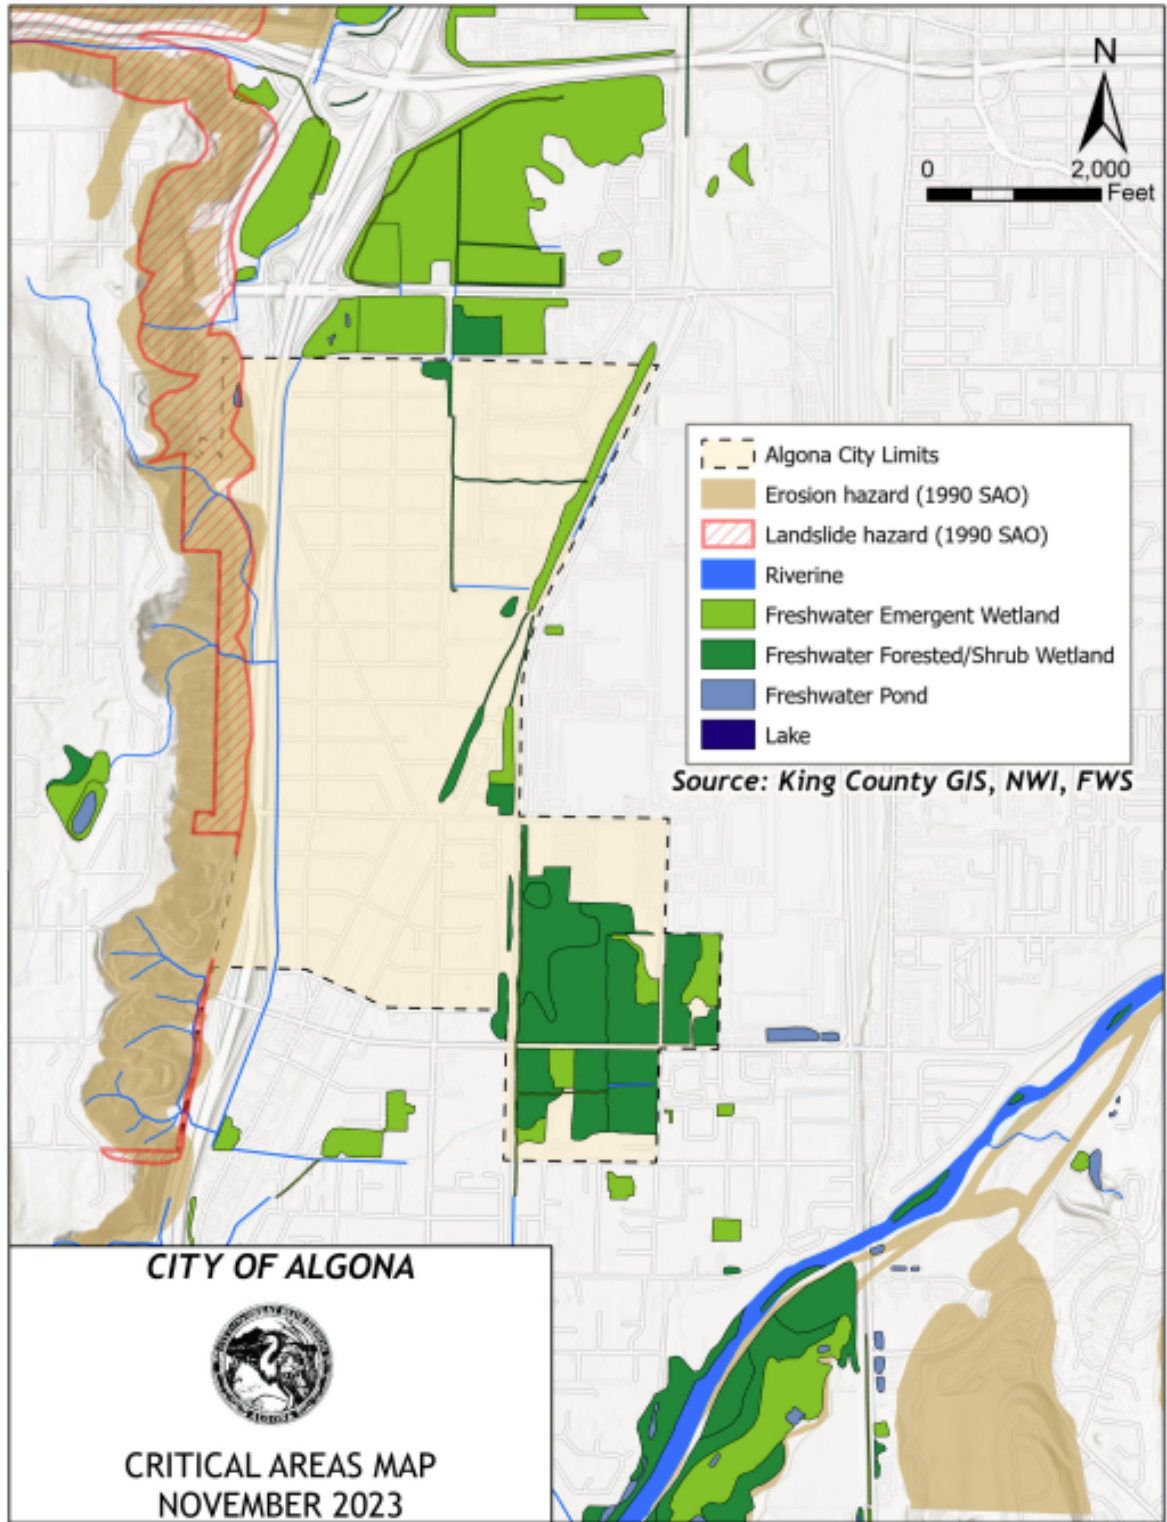 N
0 2,000
Feet
Algona City Limits
Erosion hazard (1990 SAO)
Landslide hazard (1990 SAO)
Riverine
Freshwater Emergent Wetland
Freshwater Forested/Shrub Wetland
Freshwater Pond
Lake
Source: King County GIS, NWI, FWS
CITY OF ALGONA
ALGONA
CRITICAL AREAS MAP
NOVEMBER 2023